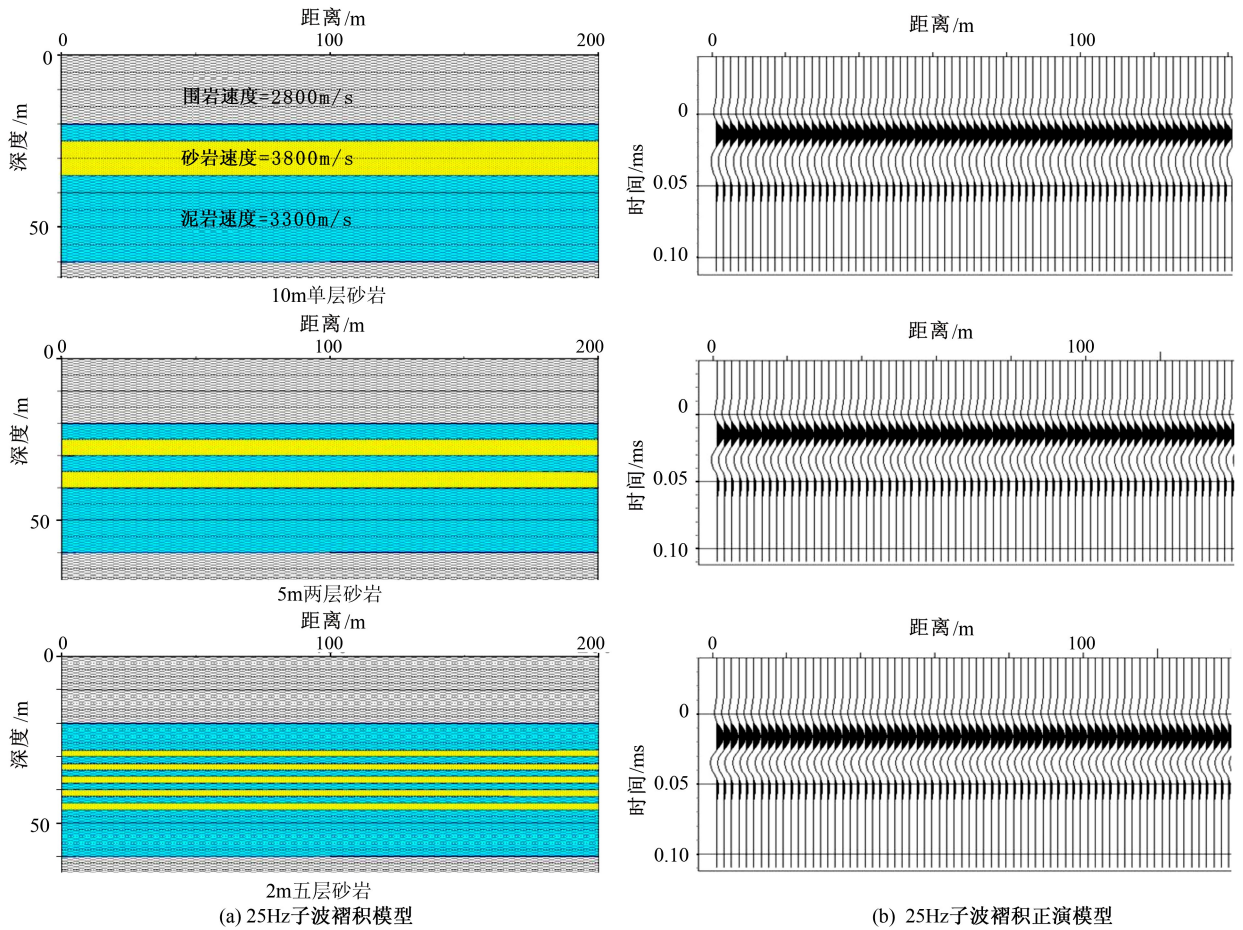 距离/m
0 100 200
0
围岩速度=2800m/s
砂岩速度=3800m/s
泥岩速度=3300m/s
50
深度/m
10m单层砂岩
距离/m
0 100
0
0.05
0.10
时间/ms
距离/m
0 100 200
0
50
深度/m
5m两层砂岩
距离/m
0 100
0
0.05
0.10
时间/ms
距离/m
0 200
0
50
深度/m
2m五层砂岩
距离/m
0 100
0
0.05
0.10
时间/ms
(a) 25Hz子波褶积模型
(b) 25Hz子波褶积正演模型